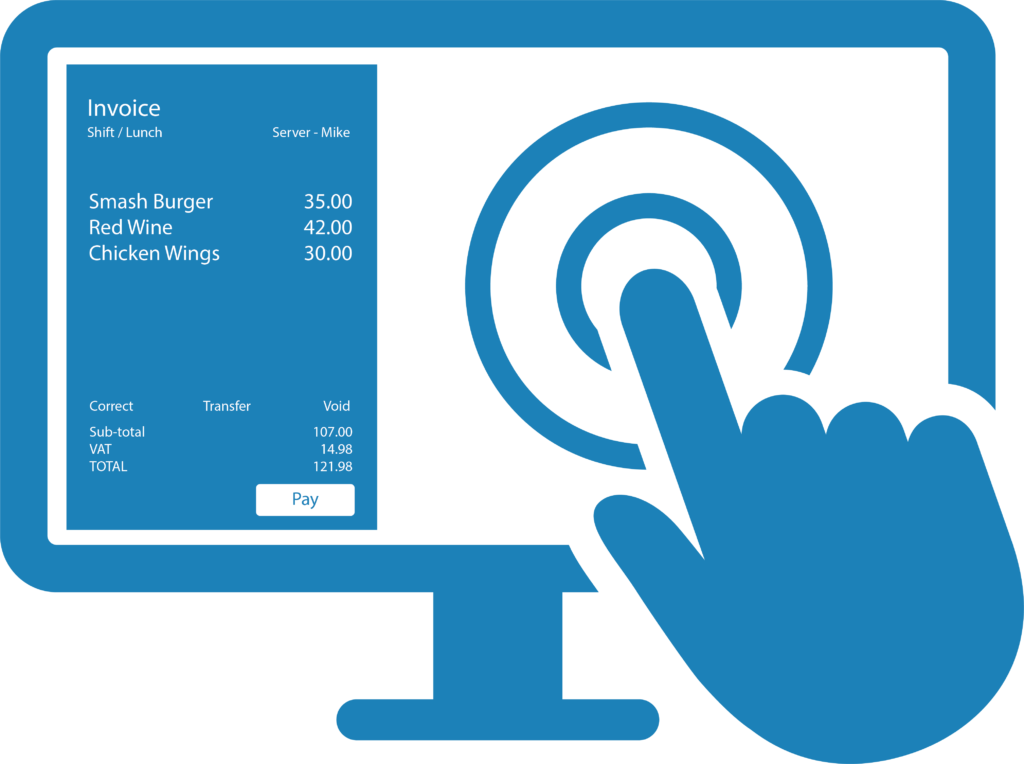 Invoice
Shift / Lunch Server - Mike
Smash Burger 35.00
Red Wine 42.00
Chicken Wings 30.00
Correct Transfer Void
Sub-total 107.00
VAT 14.98
TOTAL 121.98
Pay